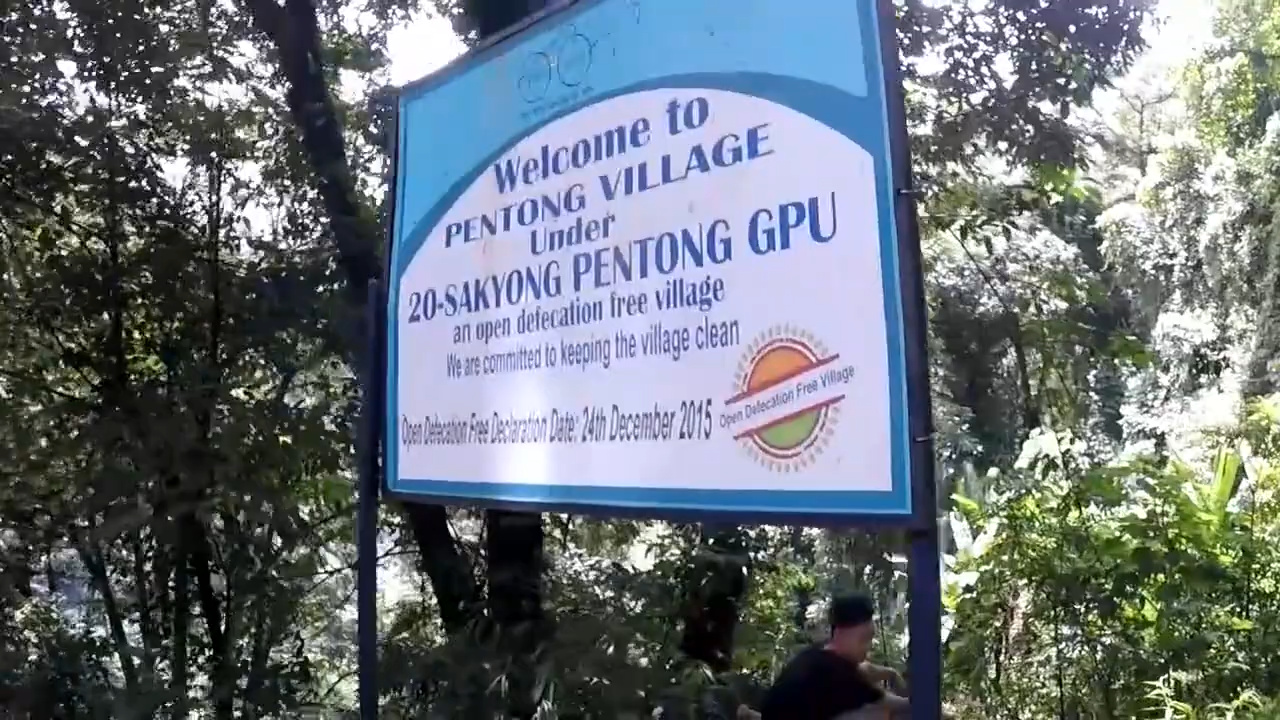 Welcome to
PENTONG VILLAGE
Under
20-SAKYONG PENTONG GPU
an open defecation free village
We are committed to keeping the village clean
Open Defecation Free Declaration Date: 24th December 2015
Open Defecation Free Village